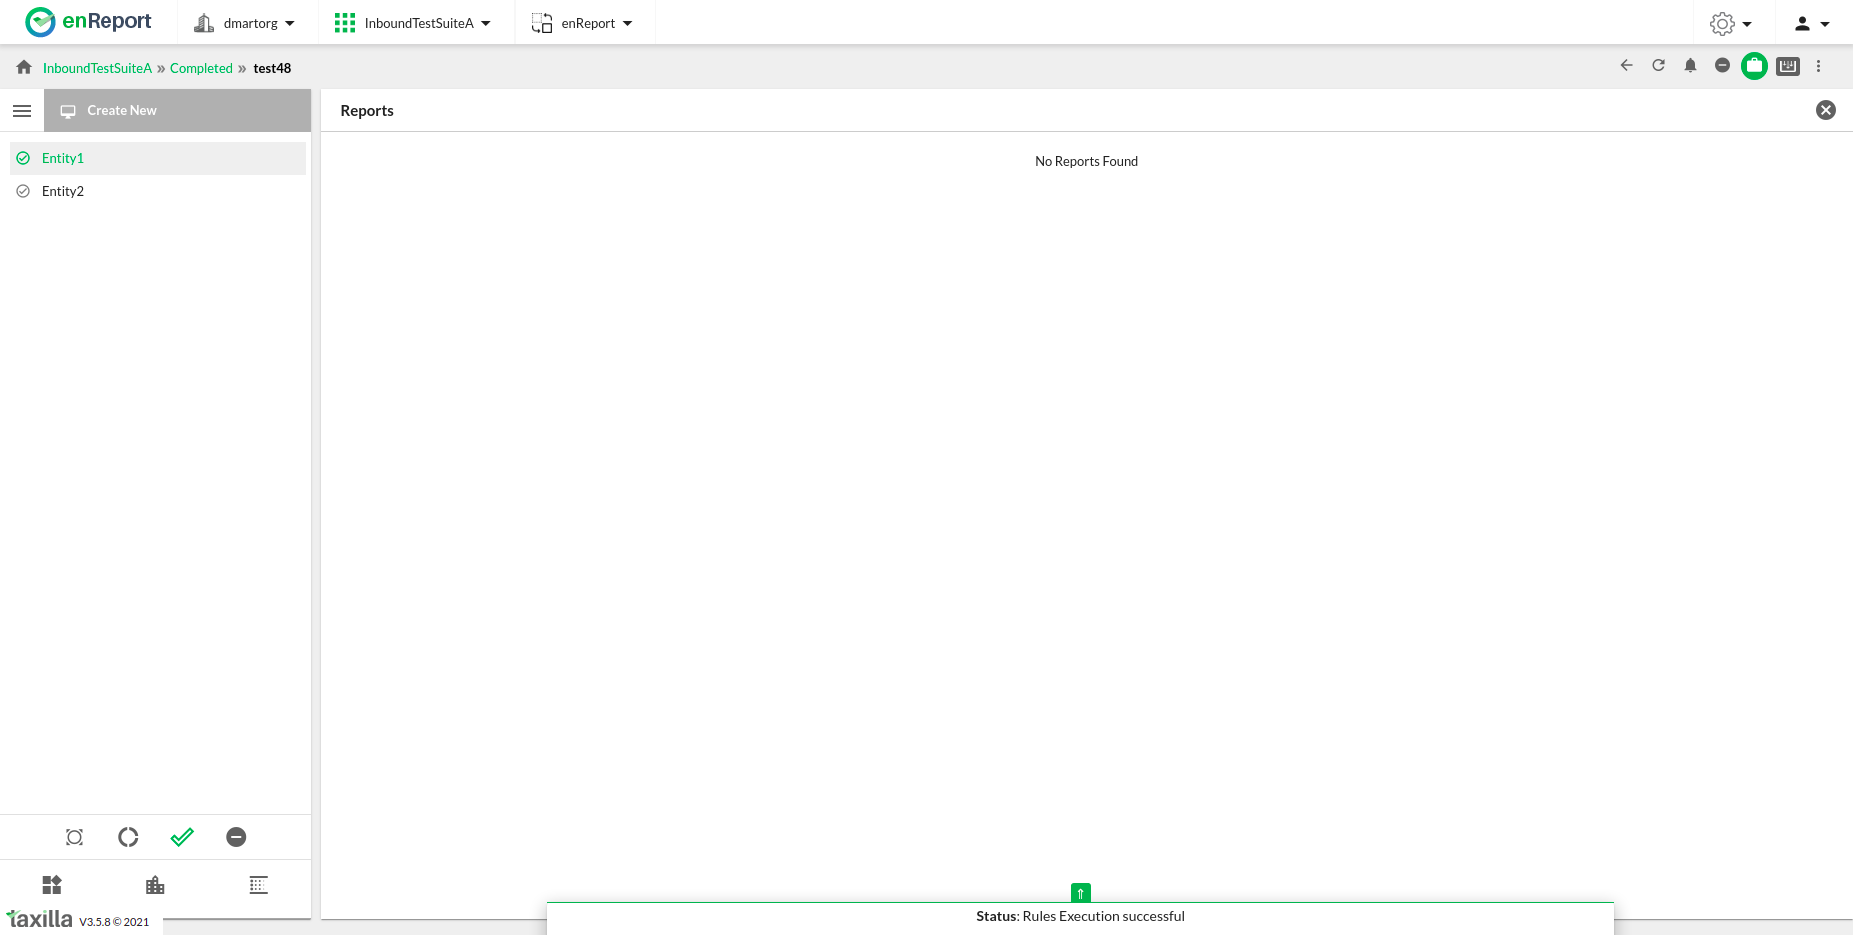 enReport
dmartorg
InboundTestSuiteA
enReport
InboundTestSuiteA » Completed » test48
Create New
Reports
Entity1
Entity2
No Reports Found
Status: Rules Execution successful
taxilla V3.5.8 © 2021